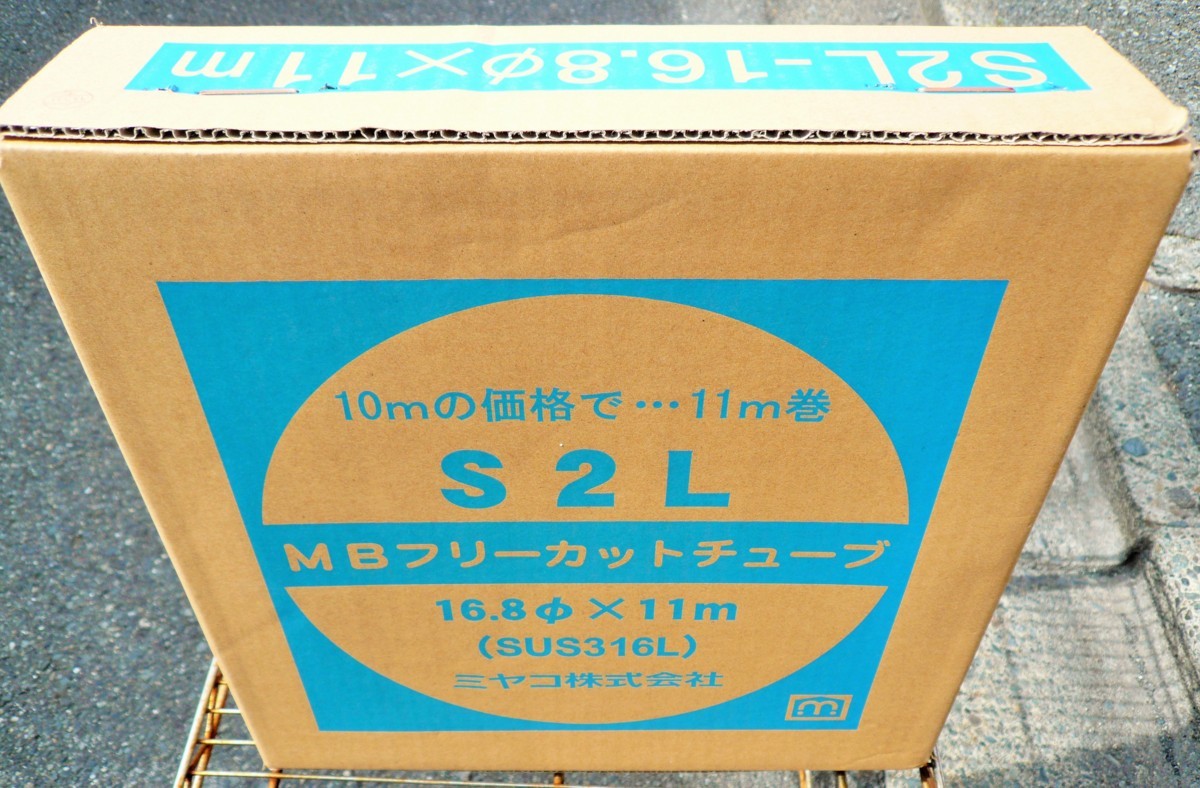 S2L-16.8φ×11m
10mの価格で…11m巻
S2L
MBフリーカットチューブ
16.8φ×11m
(SUS316L)
ミヤコ株式会社
m